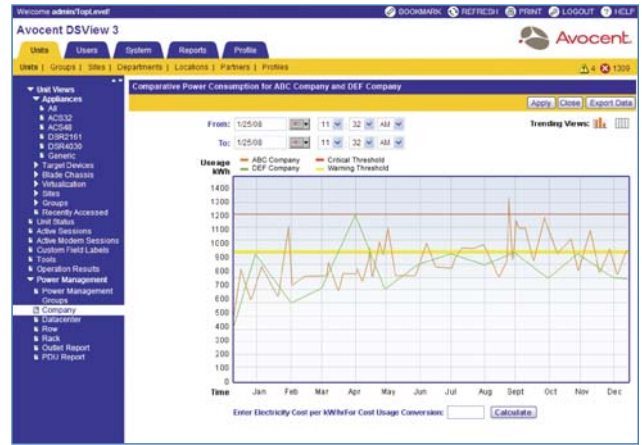 Welcome admin/TopLevel!
BOOKMARK REFRESH PRINT LOGOUT HELP
Avocent DSView 3
Avocent.
Units Users System Reports Profile
Units | Groups | Sites | Departments | Locations | Partners | Profiles
4 1309
Unit Views
Appliances
All
ACS32
ACS48
DSR2161
DSR4030
Generic
Target Devices
Blade Chassis
Virtualization
Sites
Groups
Recently Accessed
Unit Status
Active Sessions
Active Modem Sessions
Custom Field Labels
Tools
Operation Results
Power Management
Power Management
Groups
Company
Datacenter
Row
Rack
Outlet Report
PDU Report
Comparative Power Consumption for ABC Company and DEF Company
Apply Close Export Data
From: 1/25/08 11 32 AM
Trending Views:
To: 1/25/08 11 32 AM
Useage
kWh
ABC Company Critical Threshold
DEF Company Warning Threshold
1400
1300
1200
1100
1000
900
800
700
600
500
400
300
200
100
0
Time Jan Feb Mar Apr May Jun Jul Aug Sept Oct Nov Dec
Enter Electricity Cost per kWhrFor Cost Usage Conversion: Calculate